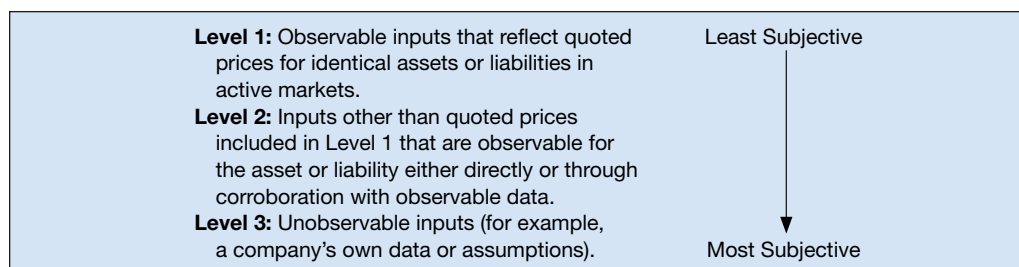 Level 1: Observable inputs that reflect quoted
prices for identical assets or liabilities in
active markets.
Level 2: Inputs other than quoted prices
included in Level 1 that are observable for
the asset or liability either directly or through
corroboration with observable data.
Level 3: Unobservable inputs (for example,
a company’s own data or assumptions).
Least Subjective
Most Subjective